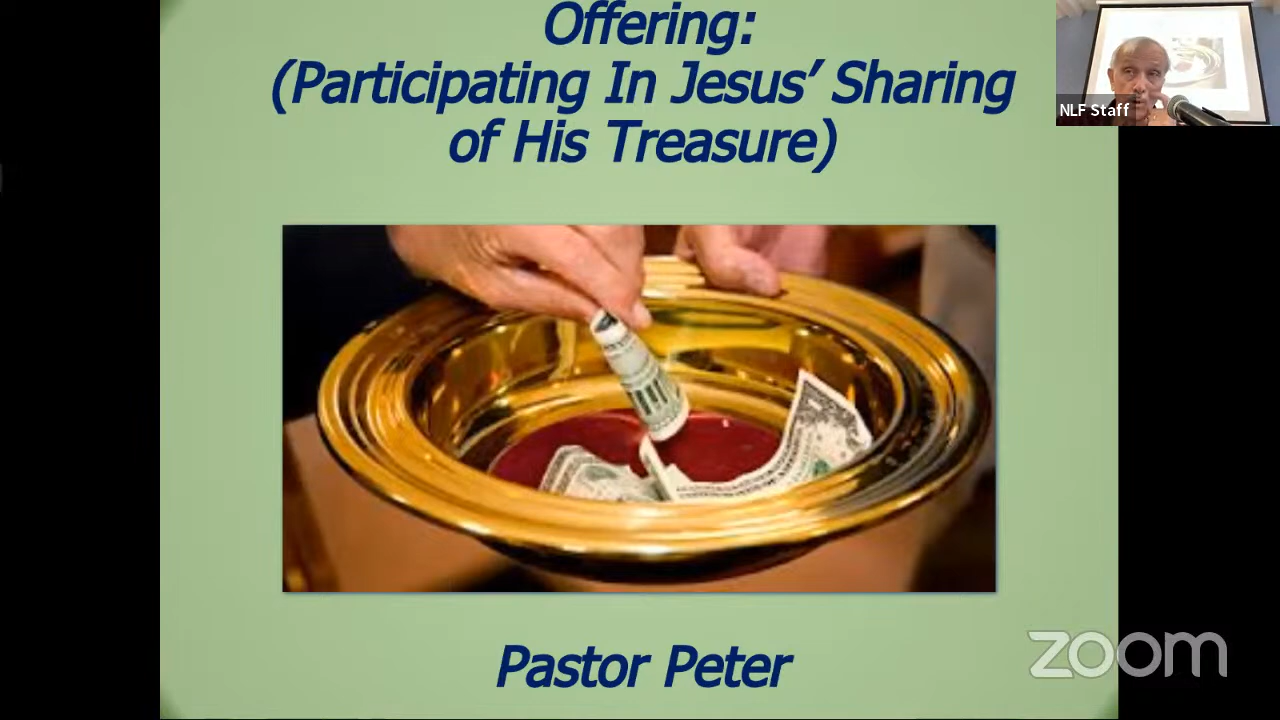 Offering:
(Participating In Jesus’ Sharing
of His Treasure)
NLF Staff
Pastor Peter
zoom